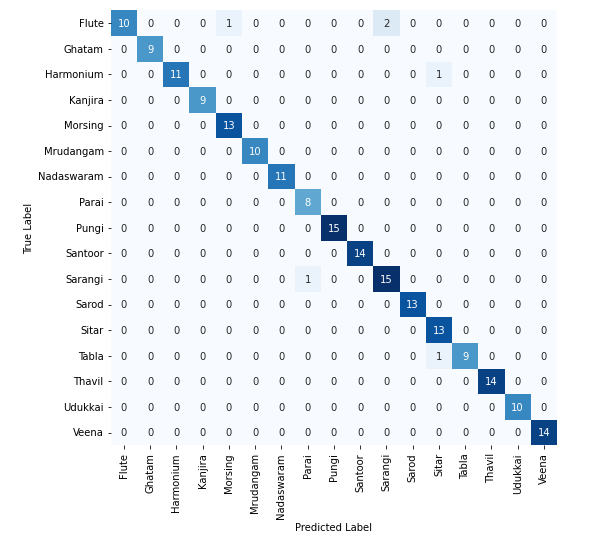 Flute 10 0 0 0 1 0 0 0 0 0 2 0 0 0 0 0 0
Ghatam 0 9 0 0 0 0 0 0 0 0 0 0 0 0 0 0 0
Harmonium 0 0 11 0 0 0 0 0 0 0 0 0 1 0 0 0 0
Kanjira 0 0 0 9 0 0 0 0 0 0 0 0 0 0 0 0 0
Morsing 0 0 0 0 13 0 0 0 0 0 0 0 0 0 0 0 0
Mrudangam 0 0 0 0 0 10 0 0 0 0 0 0 0 0 0 0 0
Nadaswaram 0 0 0 0 0 0 11 0 0 0 0 0 0 0 0 0 0
Parai 0 0 0 0 0 0 0 8 0 0 0 0 0 0 0 0 0
Pungi 0 0 0 0 0 0 0 0 15 0 0 0 0 0 0 0 0
Santoor 0 0 0 0 0 0 0 0 0 14 0 0 0 0 0 0 0
Sarangi 0 0 0 0 0 0 0 1 0 0 15 0 0 0 0 0 0
Sarod 0 0 0 0 0 0 0 0 0 0 0 13 0 0 0 0 0
Sitar 0 0 0 0 0 0 0 0 0 0 0 0 13 0 0 0 0
Tabla 0 0 0 0 0 0 0 0 0 0 0 0 1 9 0 0 0
Thavil 0 0 0 0 0 0 0 0 0 0 0 0 0 0 14 0 0
Udukkai 0 0 0 0 0 0 0 0 0 0 0 0 0 0 0 10 0
Veena 0 0 0 0 0 0 0 0 0 0 0 0 0 0 0 0 14
True Label
Flute
Ghatam
Harmonium
Kanjira
Morsing
Mrudangam
Nadaswaram
Parai
Pungi
Santoor
Sarangi
Sarod
Sitar
Tabla
Thavil
Udukkai
Veena
Predicted Label